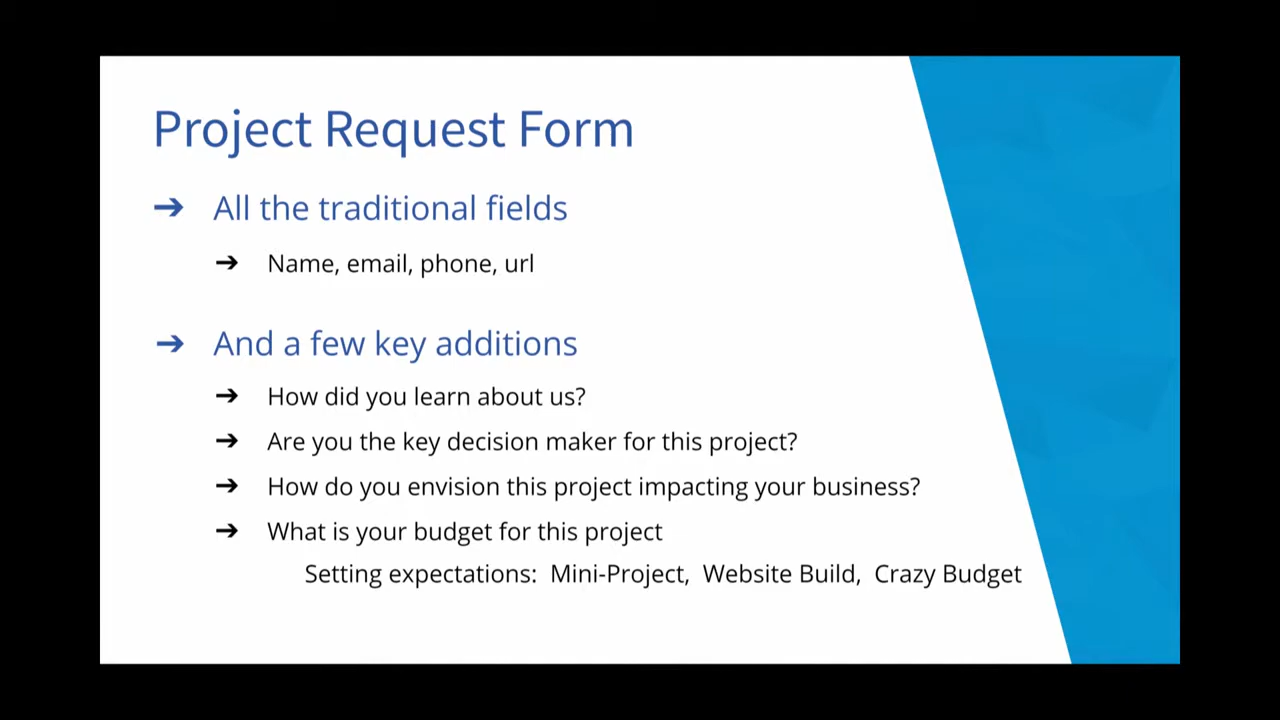 Project Request Form
➔ All the traditional fields
➔ Name, email, phone, url
➔ And a few key additions
➔ How did you learn about us?
➔ Are you the key decision maker for this project?
➔ How do you envision this project impacting your business?
➔ What is your budget for this project
Setting expectations: Mini-Project, Website Build, Crazy Budget